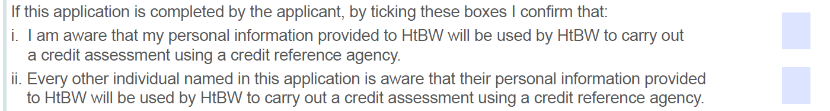 If this application is completed by the applicant, by ticking these boxes I confirm that:
i. I am aware that my personal information provided to HtBW will be used by HtBW to carry out
a credit assessment using a credit reference agency.
ii. Every other individual named in this application is aware that their personal information provided
to HtBW will be used by HtBW to carry out a credit assessment using a credit reference agency.